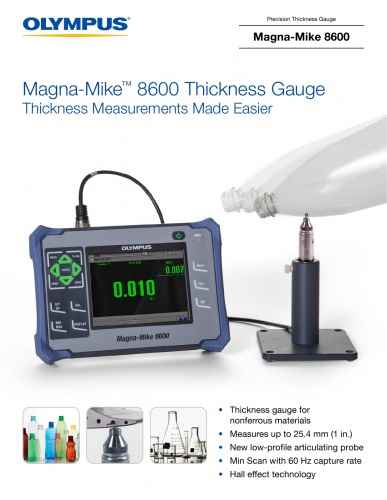 OLYMPUS
Precision Thickness Gauge
Magna-Mike 8600
Magna-Mike™ 8600 Thickness Gauge
Thickness Measurements Made Easier
OLYMPUS
0.007
0.010
Magna-Mike 8600
• Thickness gauge for
nonferrous materials
• Measures up to 25.4 mm (1 in.)
• New low-profile articulating probe
• Min Scan with 60 Hz capture rate
• Hall effect technology